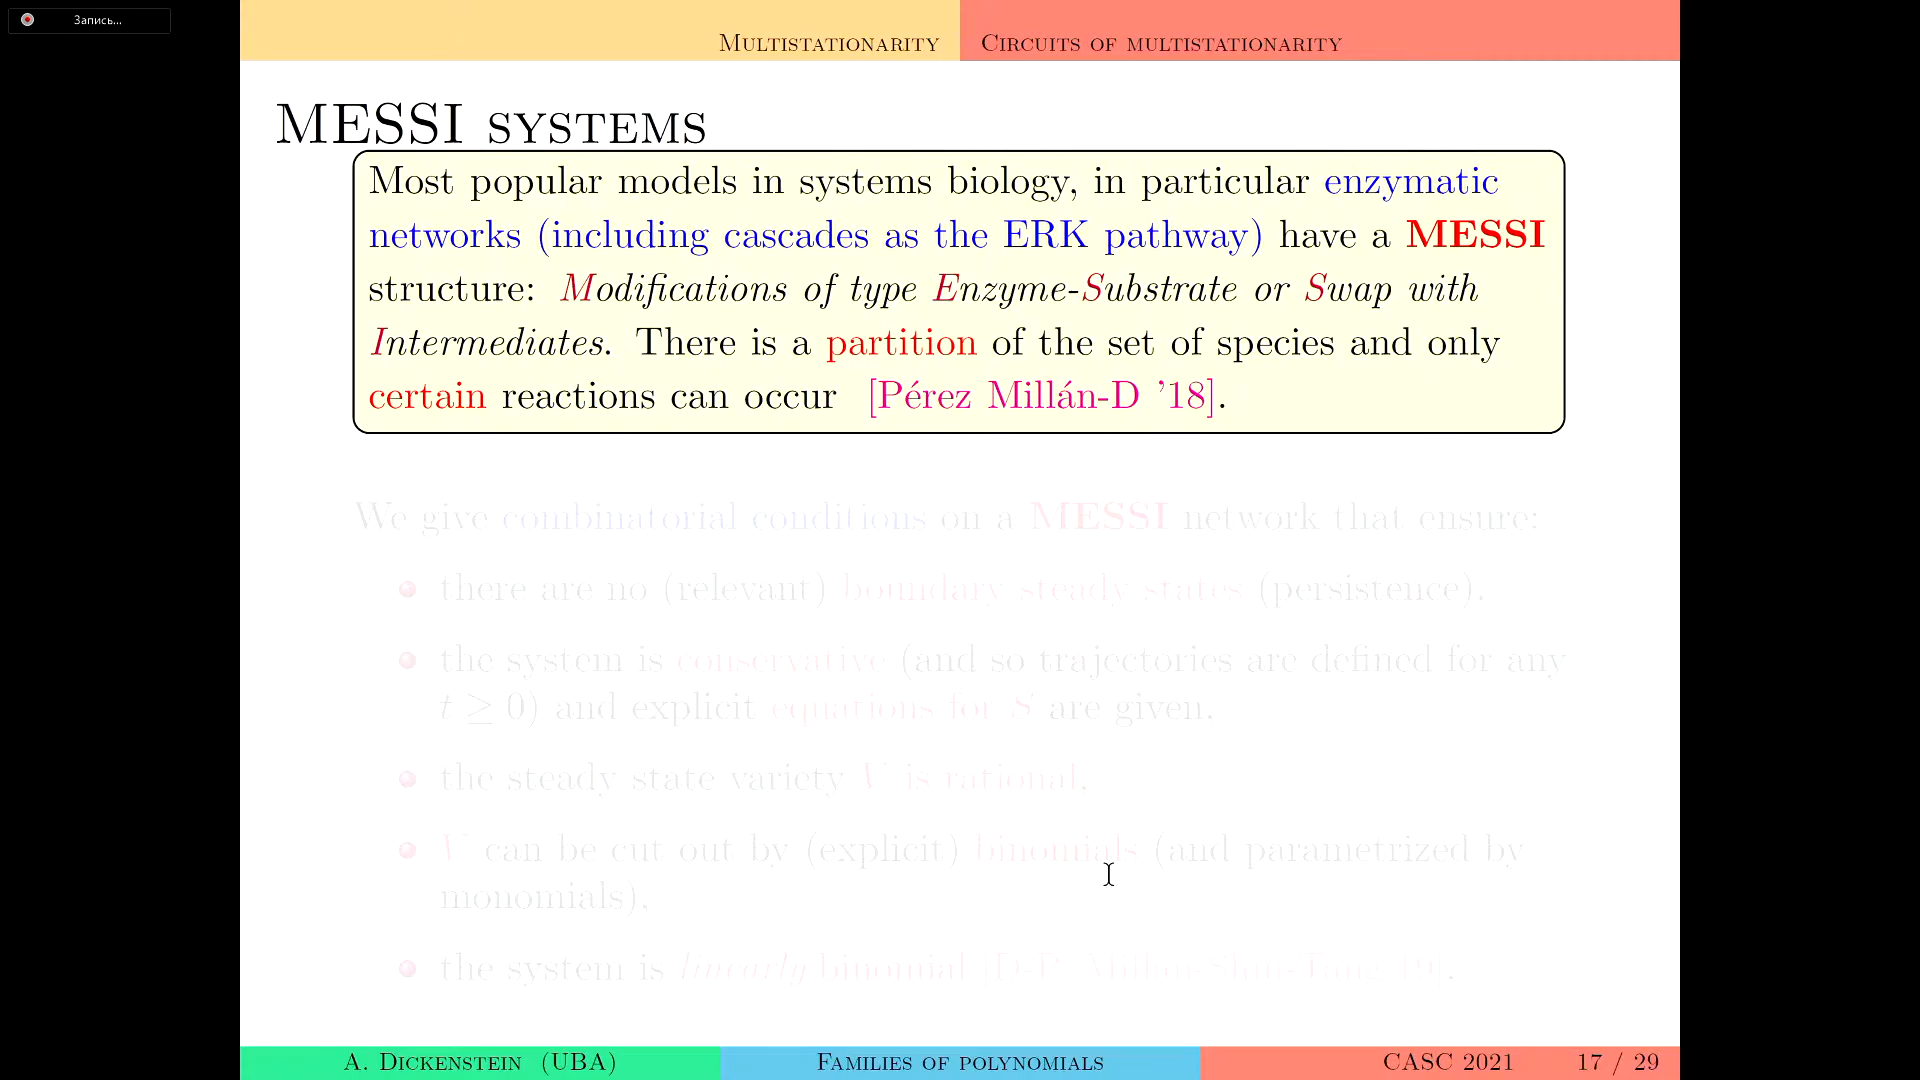 Запись...
Multistationarity Circuits of multistationarity
MESSI systems
Most popular models in systems biology, in particular enzymatic
networks (including cascades as the ERK pathway) have a MESSI
structure: Modifications of type Enzyme-Substrate or Swap with
Intermediates. There is a partition of the set of species and only
certain reactions can occur [Pérez Millán-D '18].
We give combinatorial conditions on a MESSI network that ensure:
there are no (relevant) boundary steady states (persistence).
the system is conservative (and so trajectories are defined for any
t ≥ 0) and explicit equations for S are given.
the steady state variety V is rational.
V can be cut out by (explicit) binomials (and parametrized by
monomials),
the system is linearly binomial
A. Dickenstein (UBA) Families of polynomials CASC 2021 17 / 29